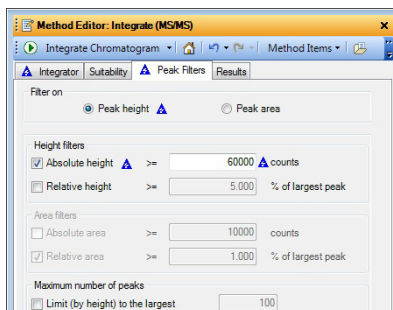 Method Editor: Integrate (MS/MS)
Integrate Chromatogram Method Items
Integrator Suitability Peak Filters Results
Filter on
Peak height Peak area
Height filters
Absolute height >= 60000 counts
Relative height >= 5.000 % of largest peak
Area filters
Absolute area >= 10000 counts
Relative area >= 1.000 % of largest peak
Maximum number of peaks
Limit (by height) to the largest 100